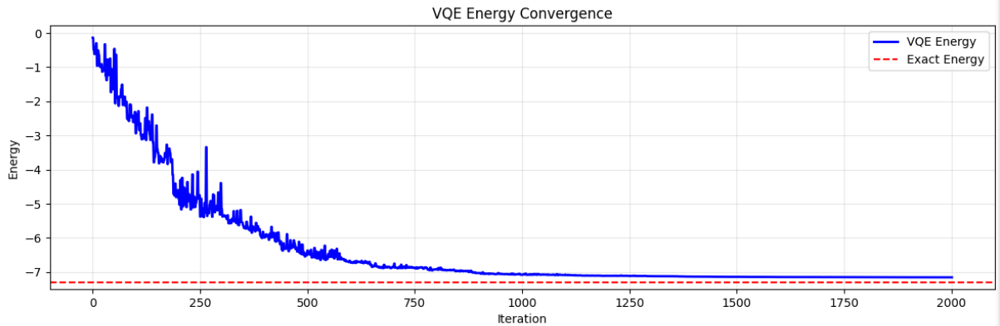 VQE Energy Convergence
VQE Energy
Exact Energy
Energy
0
−1
−2
−3
−4
−5
−6
−7
0 250 500 750 1000 1250 1500 1750 2000
Iteration